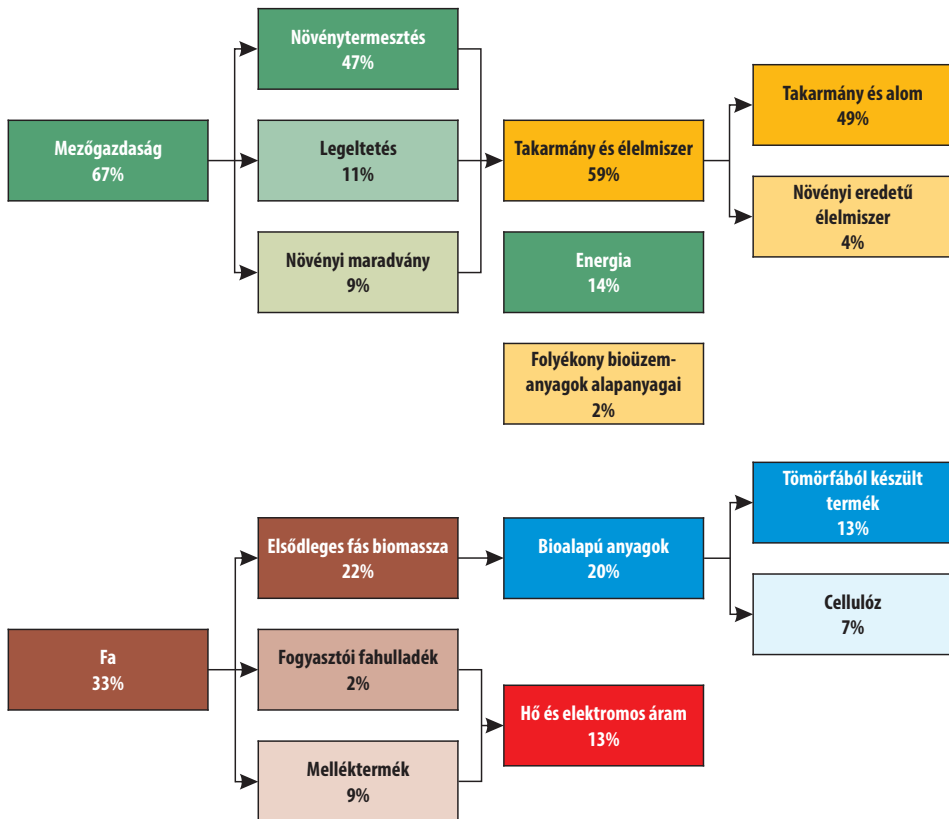 Mezőgazdaság
67%
Növénytermesztés
47%
Legeltetés
11%
Növényi maradvány
9%
Takarmány és élelmiszer
59%
Energia
14%
Folyékony bioüzem-
anyagok alapanyagai
2%
Takarmány és alom
49%
Növényi eredetű
élelmiszer
4%
Fa
33%
Elsődleges fás biomassza
22%
Fogyasztói fahulladék
2%
Melléktermék
9%
Bioalapú anyagok
20%
Hő és elektromos áram
13%
Tömörfából készült
termék
13%
Cellulóz
7%